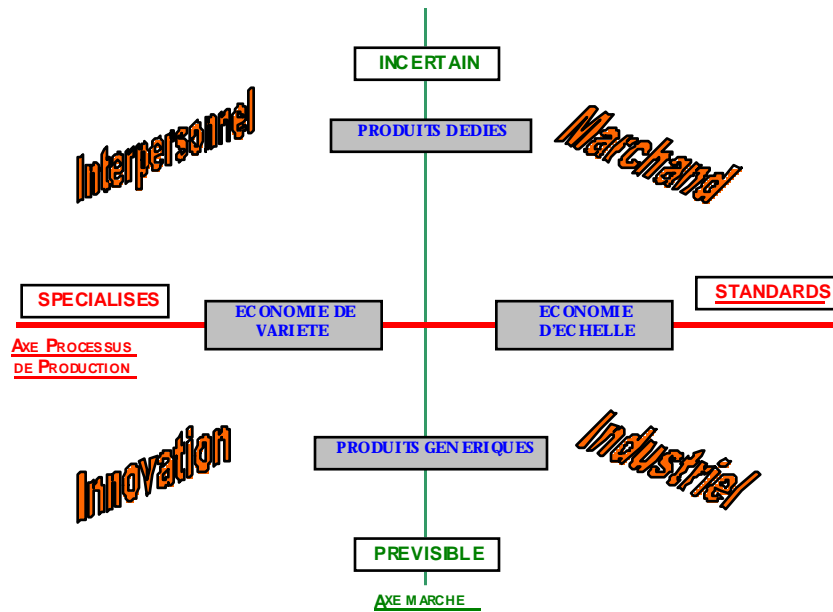 INCERTAIN
Interpersonnel
PRODUITS DEDIES
Marchand
SPECIALISES
ECONOMIE DE
VARIETE
ECONOMIE
D'ECHELLE
STANDARDS
AXE PROCESSUS
DE PRODUCTION
Innovation
PRODUITS GENERIQUES
Industriel
PREVISIBLE
AXE MARCHE